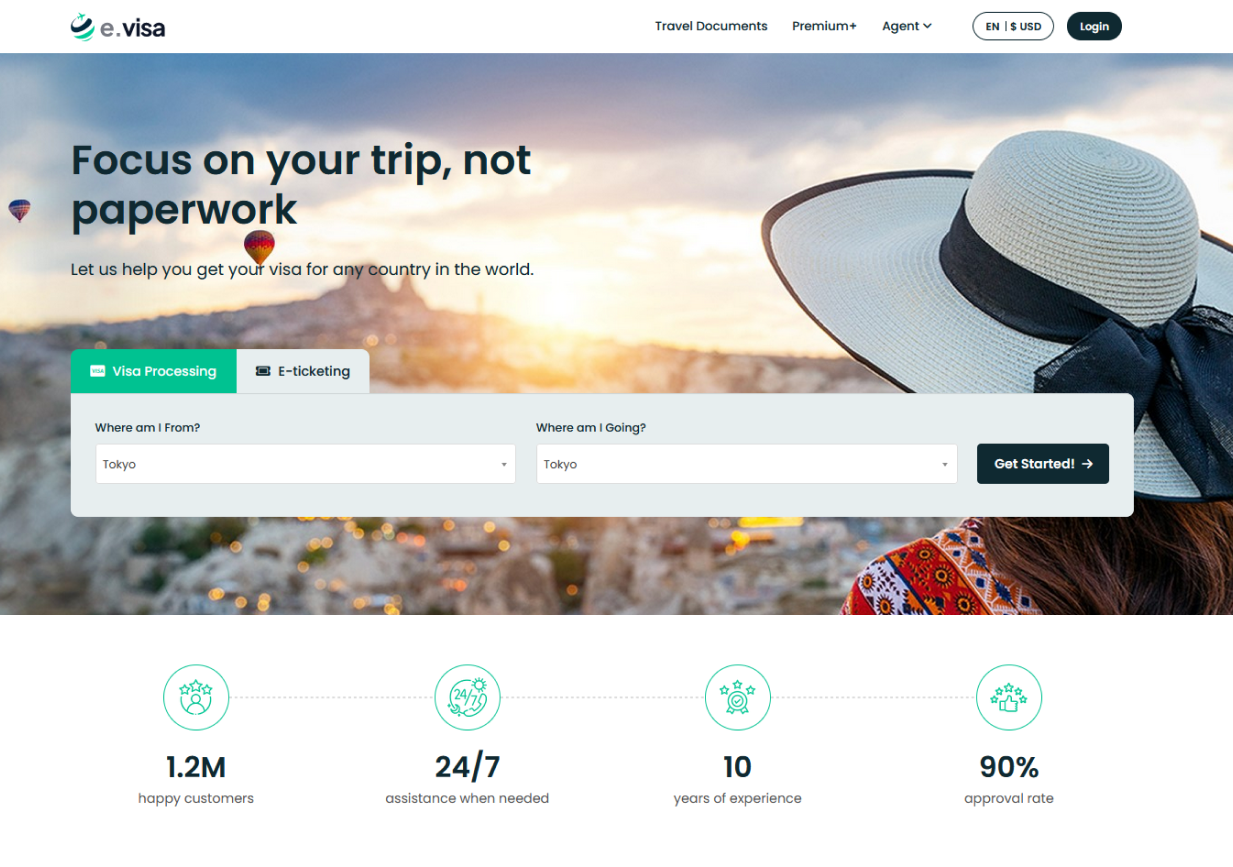 e.visa
Travel Documents
Premium+
Agent
EN | $ USD
Login
Focus on your trip, not
paperwork
Let us help you get your visa for any country in the world.
VISA Visa Processing
E-ticketing
Where am I From?
Where am I Going?
Tokyo
Tokyo
Get Started! →
24/7
1.2M
24/7
10
90%
happy customers
assistance when needed
years of experience
approval rate